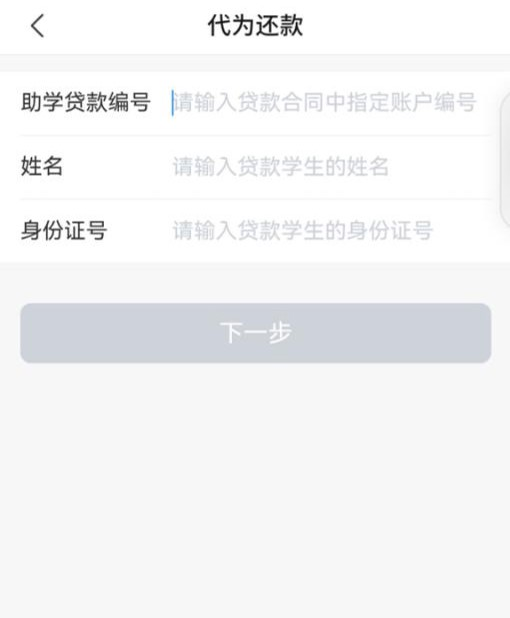 代为还款
助学贷款编号 请输入贷款合同中指定账户编号
姓名 请输入贷款学生的姓名
身份证号 请输入贷款学生的身份证号
下一步